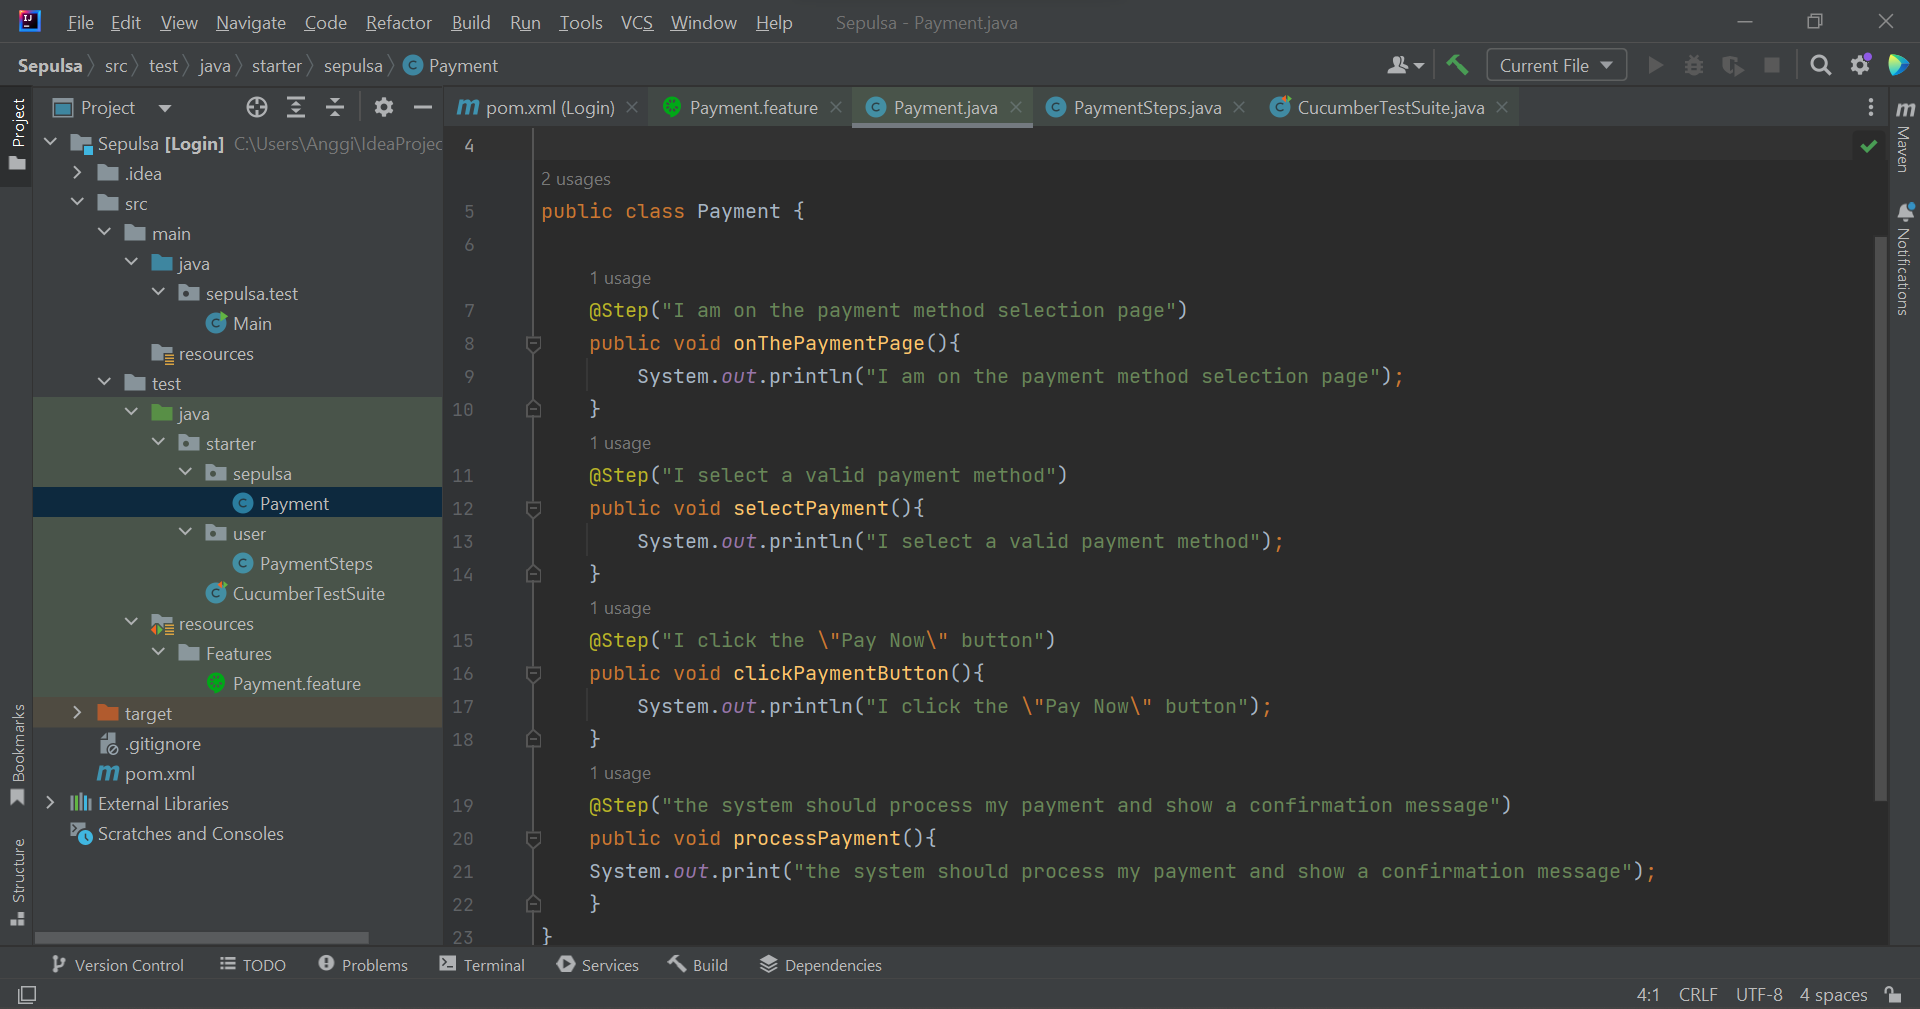 File Edit View Navigate Code Refactor Build Run Tools VCS Window Help Sepulsa - Payment.java
Sepulsa src test java starter sepulsa Payment Current File
Project
pom.xml (Login) Payment.feature Payment.java PaymentSteps.java CucumberTestSuite.java
Project
Bookmarks
Structure
Sepulsa [Login] C:\Users\Anggi\IdeaProjec
.idea
src
main
java
sepulsa.test
Main
resources
test
java
starter
sepulsa
Payment
user
PaymentSteps
CucumberTestSuite
resources
Features
Payment.feature
target
.gitignore
pom.xml
External Libraries
Scratches and Consoles
4
2 usages
5 public class Payment {
6
1 usage
7 @Step("I am on the payment method selection page")
8 public void onThePaymentPage(){
9 System.out.println("I am on the payment method selection page");
10 }
1 usage
11 @Step("I select a valid payment method")
12 public void selectPayment(){
13 System.out.println("I select a valid payment method");
14 }
1 usage
15 @Step("I click the \"Pay Now\" button")
16 public void clickPaymentButton(){
17 System.out.println("I click the \"Pay Now\" button");
18 }
1 usage
19 @Step("the system should process my payment and show a confirmation message")
20 public void processPayment(){
21 System.out.print("the system should process my payment and show a confirmation message");
22 }
23 }
Maven
Notifications
Version Control TODO Problems Terminal Services Build Dependencies
4:1 CRLF UTF-8 4 spaces